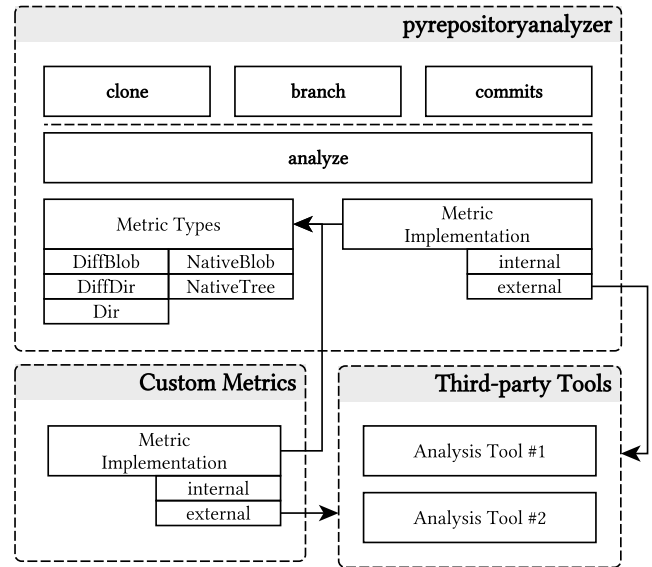 pyrepositoryanalyzer
clone
branch
commits
analyze
Metric Types
DiffBlob
NativeBlob
DiffDir
NativeTree
Dir
Metric
Implementation
internal
external
Custom Metrics
Metric
Implementation
internal
external
Third-party Tools
Analysis Tool #1
Analysis Tool #2